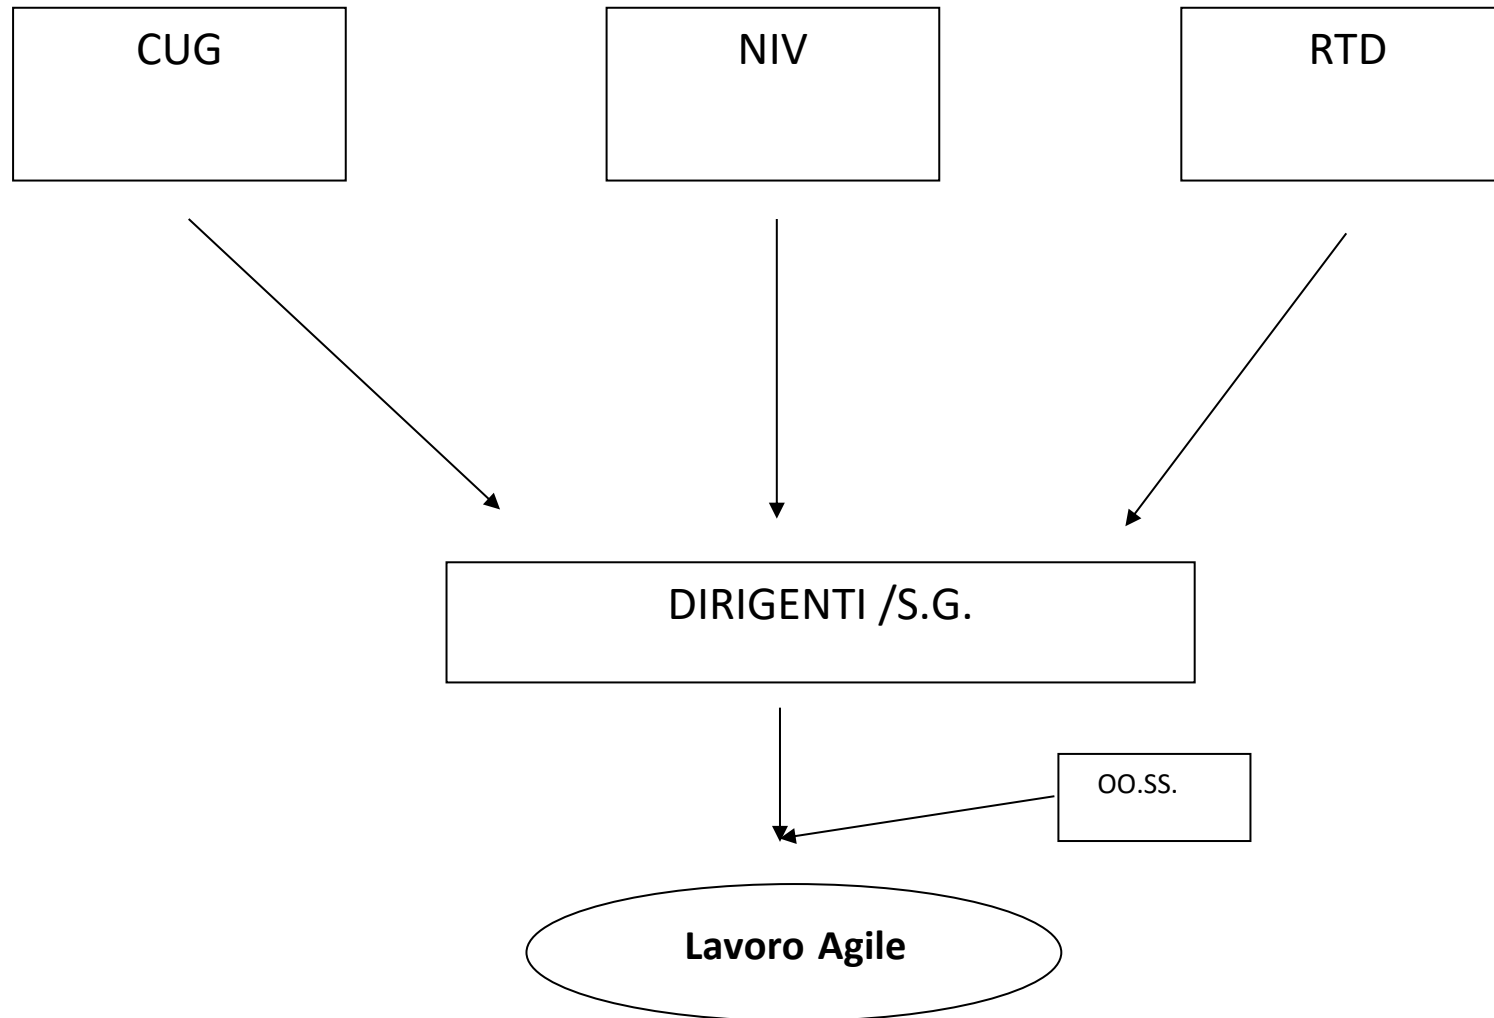 CUG
NIV
RTD
DIRIGENTI /S.G.
OO.SS.
Lavoro Agile